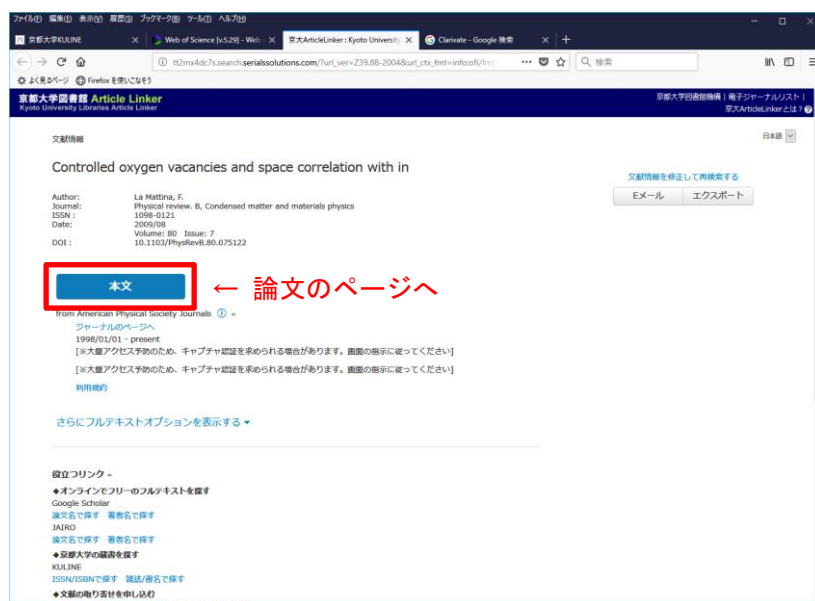 ファイル(F) 編集(E) 表示(V) 履歴(S) ブックマーク(B) ツール(T) ヘルプ(H)
京都大学KULINE × Web of Science [v.5.29] - Web × 京大ArticleLinker : Kyoto University × Clarivate - Google 検索 × +
tt2mx4dc7s.search.serialssolutions.com/?url_ver=Z39.88-2004&url_ctx_fmt=info:ofi/fm
検索
よく見るページ Firefox を使いこなそう
京都大学図書館 Article Linker
Kyoto University Libraries Article Linker
京都大学図書館機構 | 電子ジャーナルリスト |
京大ArticleLinkerとは?
文献情報
日本語
Controlled oxygen vacancies and space correlation with in
文献情報を修正して再検索する
Eメール エクスポート
Author: La Mattina, F.
Journal: Physical review. B, Condensed matter and materials physics
ISSN : 1098-0121
Date: 2009/08
Volume: 80 Issue: 7
DOI : 10.1103/PhysRevB.80.075122
本文 ← 論文のページへ
from American Physical Society Journals
ジャーナルのページへ
1998/01/01 - present
[※大量アクセス予防のため、キャプチャ認証を求められる場合があります。画面の指示に従ってください]
[※大量アクセス予防のため、キャプチャ認証を求められる場合があります。画面の指示に従ってください]
利用規約
さらにフルテキストオプションを表示する
役立つリンク
◆オンラインでフリーのフルテキストを探す
Google Scholar
論文名で探す 著者名で探す
JAIRO
論文名で探す 著者名で探す
◆京都大学の蔵書を探す
KULINE
ISSN/ISBNで探す 雑誌/書名で探す
◆文献の取り寄せを申し込む